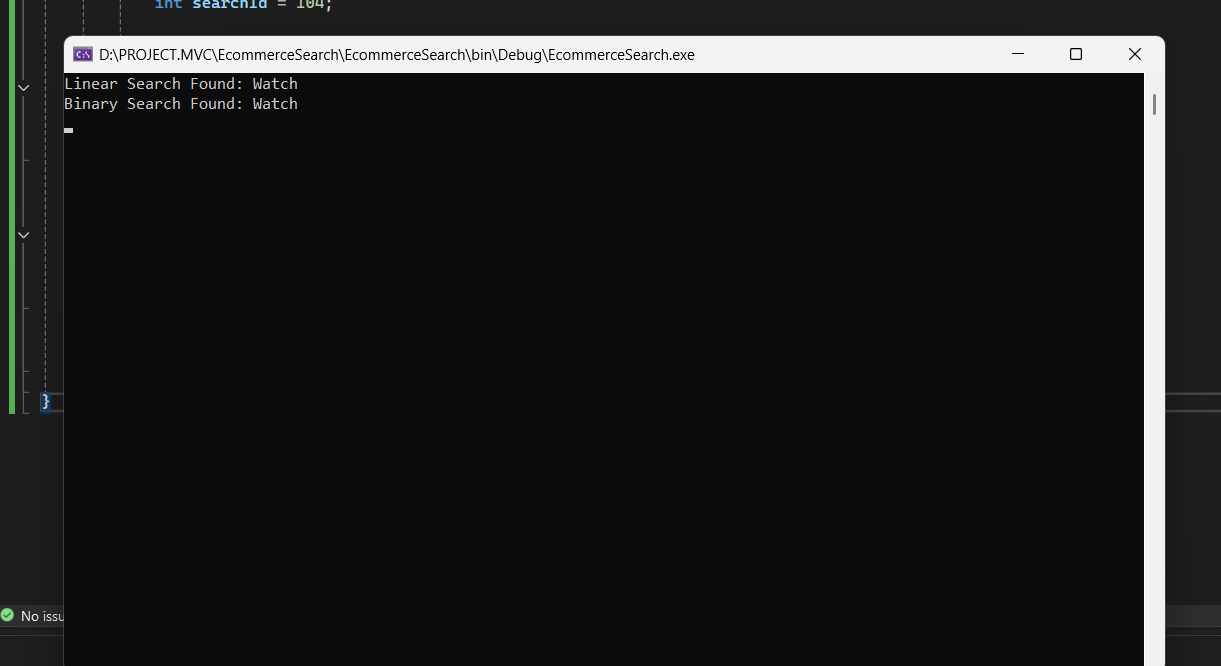 int searchId = 104;
D:\PROJECT.MVC\EcommerceSearch\EcommerceSearch\bin\Debug\EcommerceSearch.exe
Linear Search Found: Watch
Binary Search Found: Watch
}
No issu